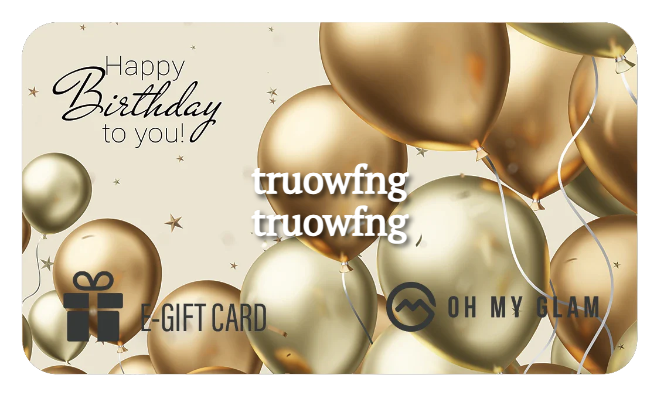 Happy
Birthday
to you!
truowfng
truowfng
E-GIFT CARD
OH MY GLAM